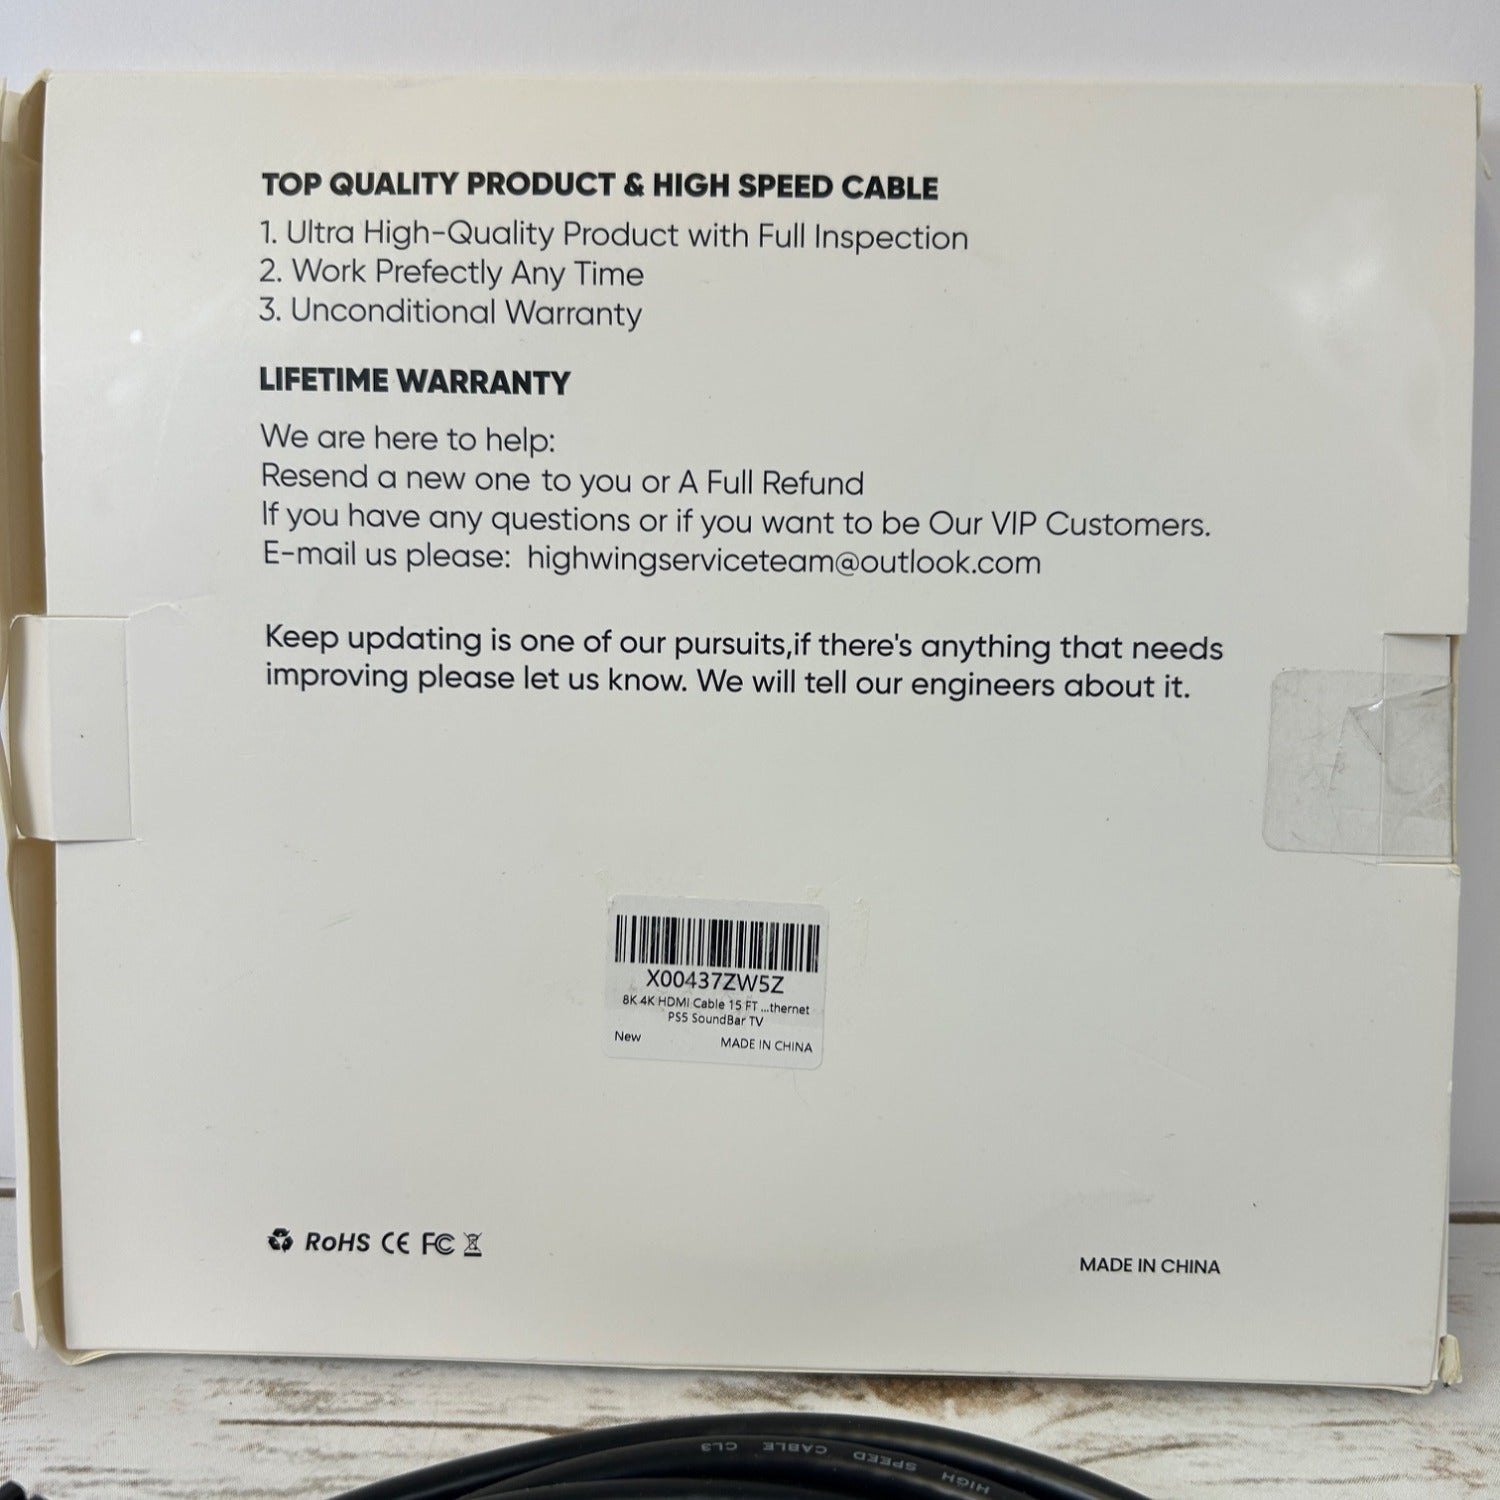 TOP QUALITY PRODUCT & HIGH SPEED CABLE
1. Ultra High-Quality Product with Full Inspection
2. Work Prefectly Any Time
3. Unconditional Warranty
LIFETIME WARRANTY
We are here to help:
Resend a new one to you or A Full Refund
If you have any questions or if you want to be Our VIP Customers.
E-mail us please: highwingserviceteam@outlook.com
Keep updating is one of our pursuits,if there's anything that needs
improving please let us know. We will tell our engineers about it.
X00437ZW5Z
8K 4K HDMI Cable 15 FT ...thernet
PS5 SoundBar TV
New MADE IN CHINA
RoHS CE FC
MADE IN CHINA
HIGH SPEED CABLE CL3